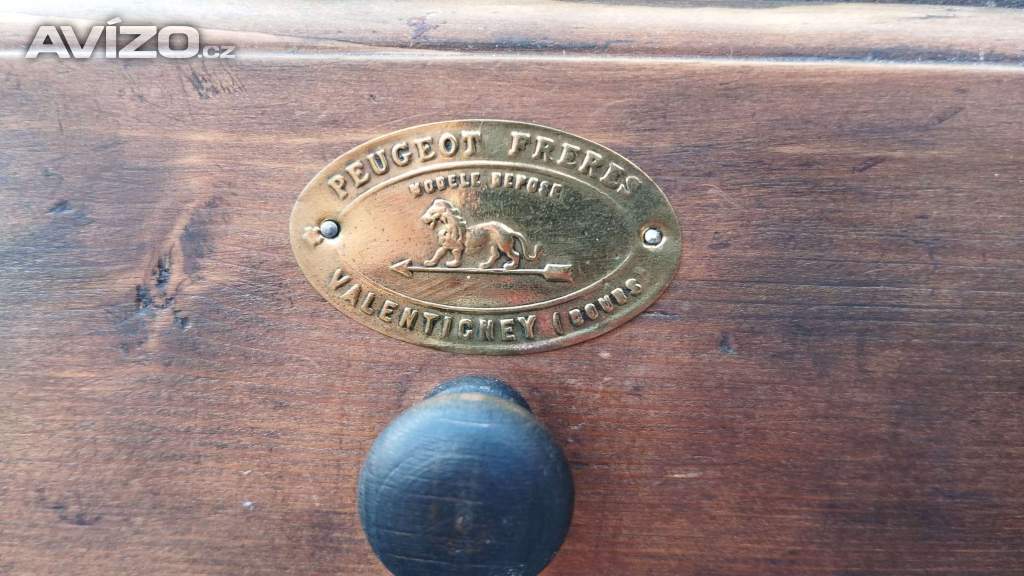 AVÍZO.cz
PEUGEOT FRERES
MODELE DEPOSE
VALENTIGNEY (DOUBS